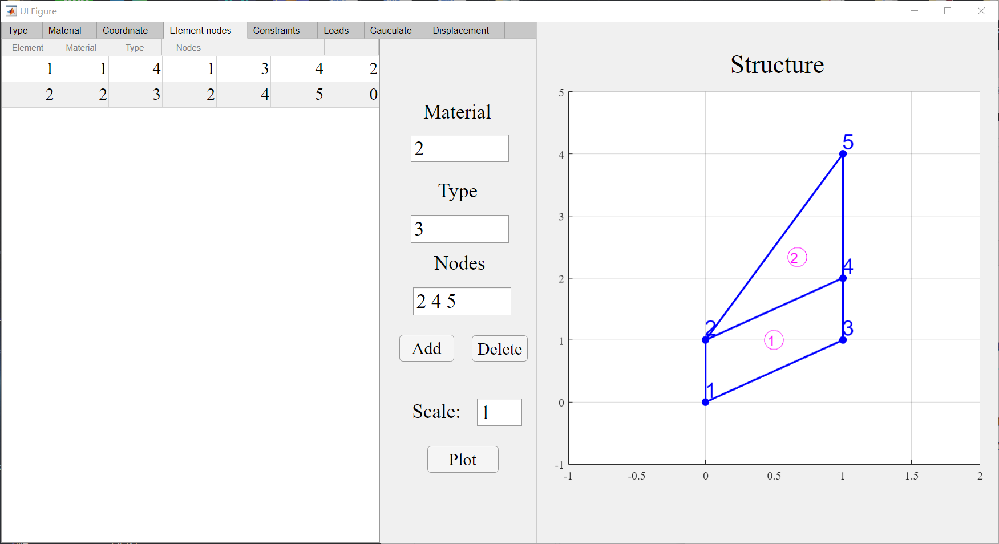 UI Figure
Type Material Coordinate Element nodes Constraints Loads Cauculate Displacement
Element Material Type Nodes
1 1 4 1 3 4 2
2 2 3 2 4 5 0
Material
2
Type
3
Nodes
2 4 5
Add Delete
Scale: 1
Plot
Structure
5
4
3
2
1
0
-1
-1 -0.5 0 0.5 1 1.5 2
5
2
4
2
1
3
1